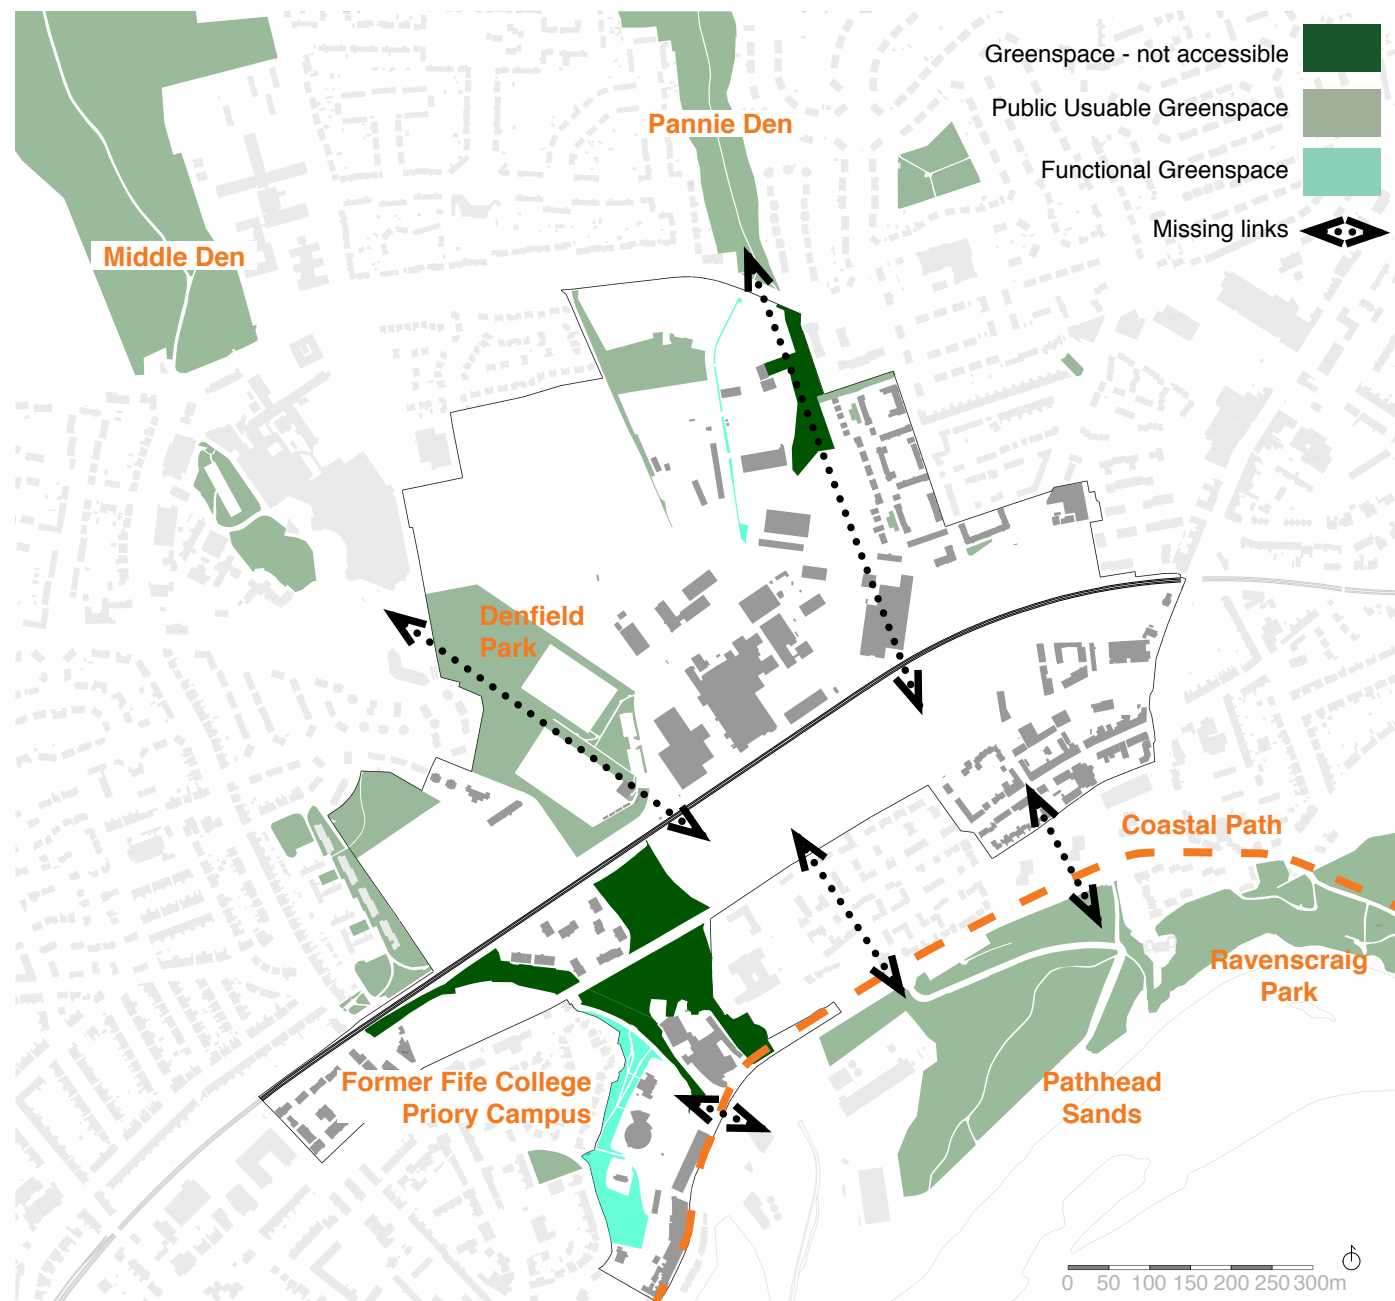 Greenspace - not accessible
Public Usuable Greenspace
Functional Greenspace
Missing links
Pannie Den
Middle Den
Denfield
Park
Coastal Path
Ravenscraig
Park
Former Fife College
Priory Campus
Pathhead
Sands
0 50 100 150 200 250 300m